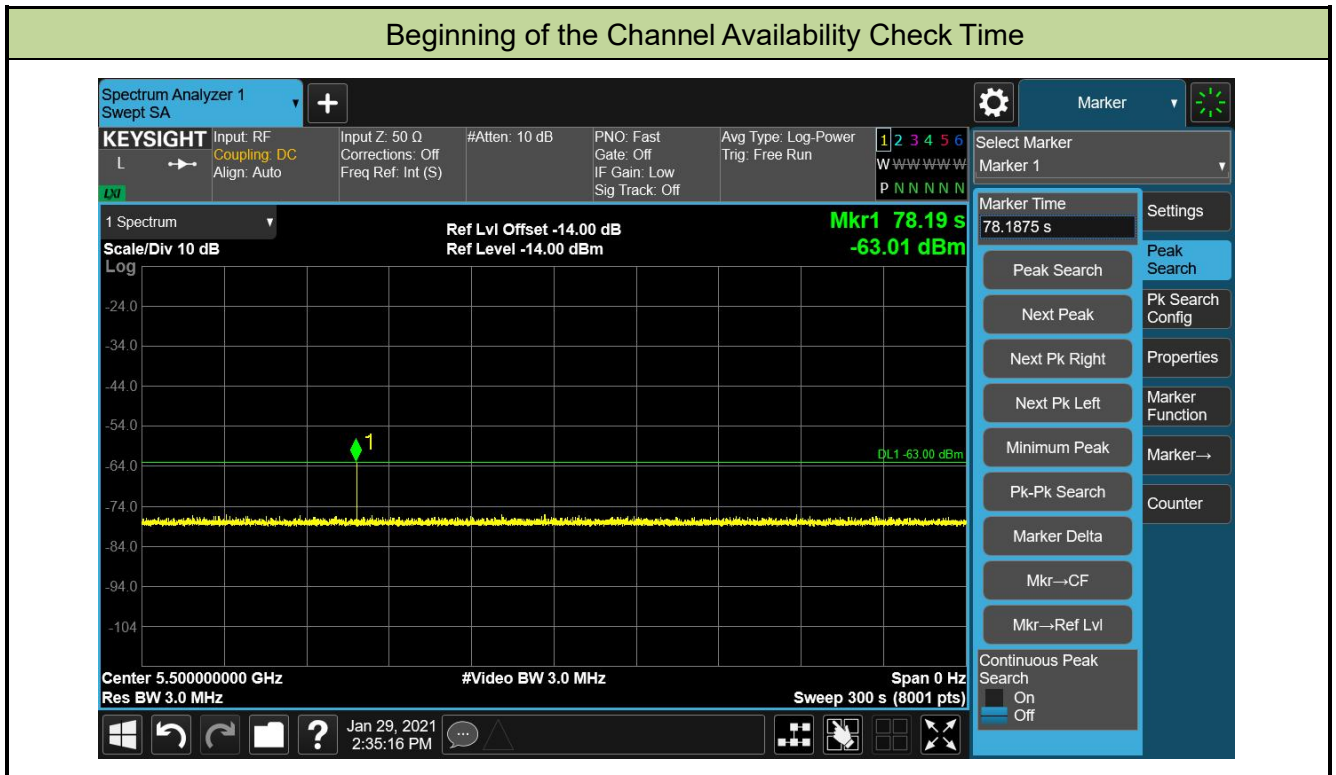 Beginning of the Channel Availability Check Time
Spectrum Analyzer 1
Swept SA
Marker
KEYSIGHT
L
LXI
Input: RF
Coupling: DC
Align: Auto
Input Z: 50 Ω
Corrections: Off
Freq Ref: Int (S)
#Atten: 10 dB
PNO: Fast
Gate: Off
IF Gain: Low
Sig Track: Off
Avg Type: Log-Power
Trig: Free Run
1 2 3 4 5 6
W W W W W W
P N N N N N
Select Marker
Marker 1
1 Spectrum
Scale/Div 10 dB
Log
Ref Lvl Offset -14.00 dB
Ref Level -14.00 dBm
Mkr1 78.19 s
-63.01 dBm
-24.0
-34.0
-44.0
-54.0
-64.0
-74.0
-84.0
-94.0
-104
1
DL1 -63.00 dBm
Center 5.500000000 GHz
Res BW 3.0 MHz
#Video BW 3.0 MHz
Span 0 Hz
Sweep 300 s (8001 pts)
Marker Time
78.1875 s
Peak Search
Next Peak
Next Pk Right
Next Pk Left
Minimum Peak
Pk-Pk Search
Marker Delta
Mkr→CF
Mkr→Ref Lvl
Continuous Peak
Search
On
Off
Settings
Peak
Search
Pk Search
Config
Properties
Marker
Function
Marker→
Counter
?
Jan 29, 2021
2:35:16 PM